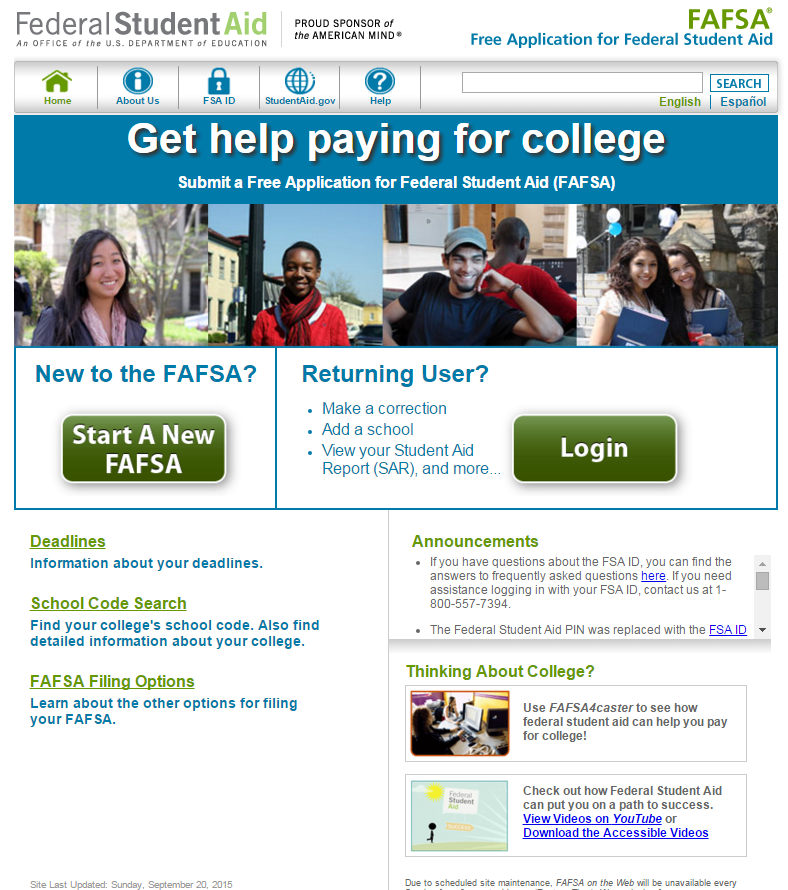 Federal Student Aid
An OFFICE of the U.S. DEPARTMENT of EDUCATION
PROUD SPONSOR of
the AMERICAN MIND®
FAFSA®
Free Application for Federal Student Aid
Home
About Us
FSA ID
StudentAid.gov
Help
SEARCH
English
Español
Get help paying for college
Submit a Free Application for Federal Student Aid (FAFSA)
New to the FAFSA?
Start A New
FAFSA
Returning User?
• Make a correction
• Add a school
• View your Student Aid
Report (SAR), and more...
Login
Deadlines
Information about your deadlines.
School Code Search
Find your college's school code. Also find
detailed information about your college.
FAFSA Filing Options
Learn about the other options for filing
your FAFSA.
Site Last Updated: Sunday, September 20, 2015
Announcements
• If you have questions about the FSA ID, you can find the
answers to frequently asked questions here. If you need
assistance logging in with your FSA ID, contact us at 1-
800-557-7394.
• The Federal Student Aid PIN was replaced with the FSA ID
Thinking About College?
Use FAFSA4caster to see how
federal student aid can help you pay
for college!
Federal
Student
Aid
Check out how Federal Student Aid
can put you on a path to success.
View Videos on YouTube or
Download the Accessible Videos
Due to scheduled site maintenance, FAFSA on the Web will be unavailable every